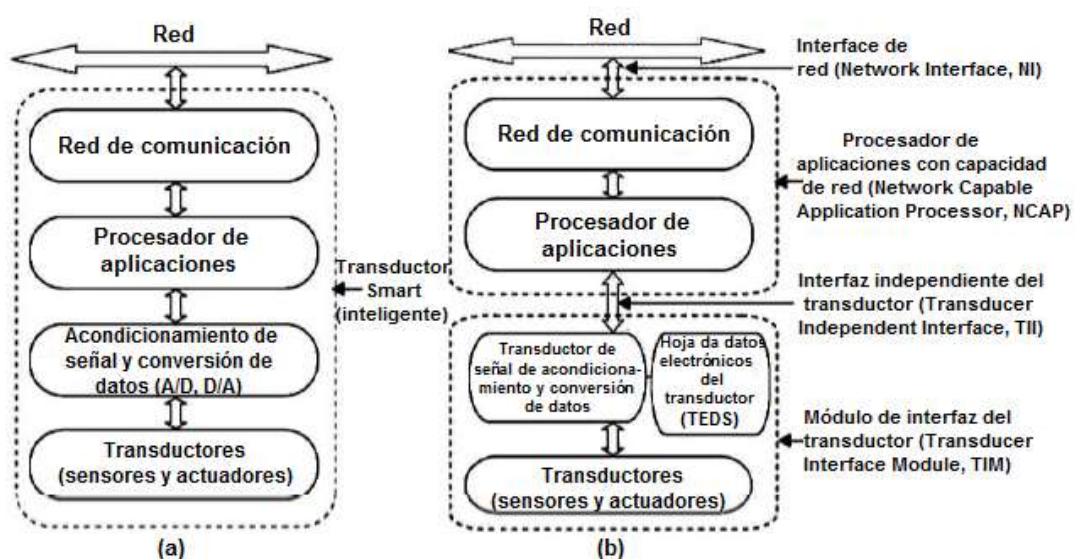 Red
Red de comunicación
Procesador de
aplicaciones
Acondicionamiento de
señal y conversión de
datos (A/D, D/A)
Transductores
(sensores y actuadores)
Transductor
Smart
(inteligente)
(a)
Red
Red de comunicación
Procesador de
aplicaciones
Transductor de
señal de acondiciona-
miento y conversión
de datos
Hoja da datos
electrónicos
del
transductor
(TEDS)
Transductores
(sensores y actuadores)
(b)
Interface de
red (Network Interface, NI)
Procesador de
aplicaciones con capacidad
de red (Network Capable
Application Processor, NCAP)
Interfaz independiente del
transductor (Transducer
Independent Interface, TII)
Módulo de interfaz del
transductor (Transducer
Interface Module, TIM)